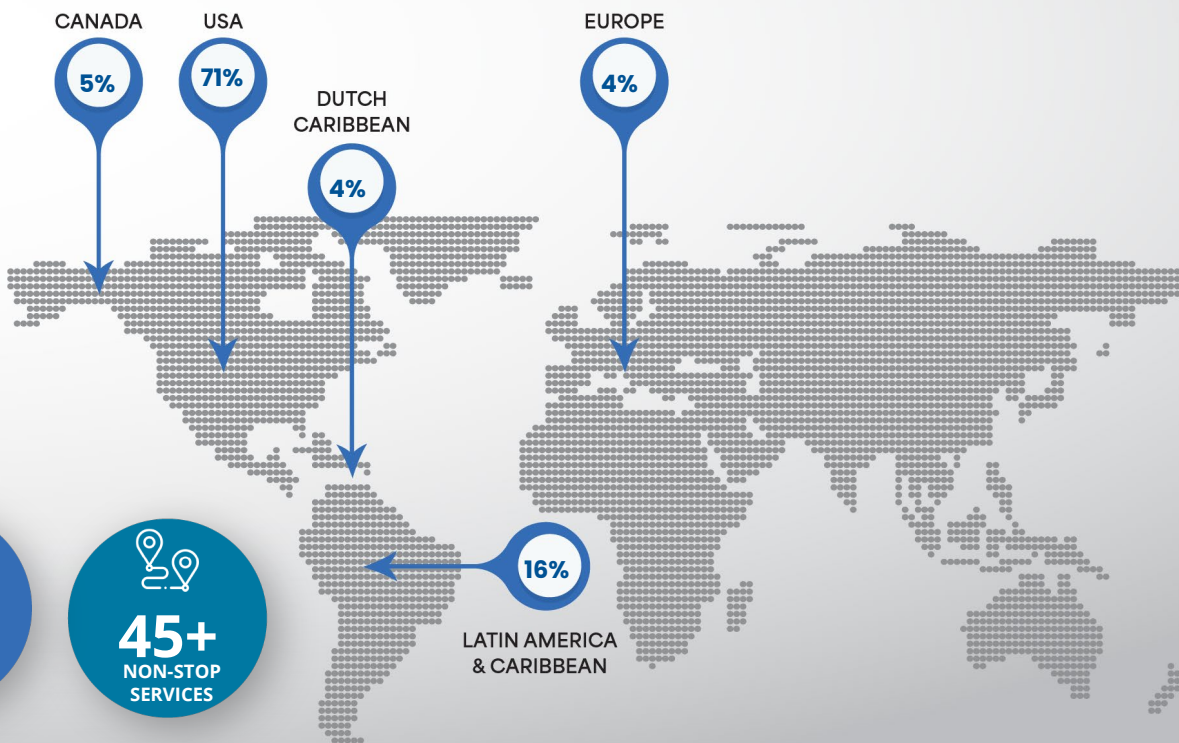 CANADA
5%
USA
71%
DUTCH
CARIBBEAN
4%
EUROPE
4%
16%
LATIN AMERICA
& CARIBBEAN
45+
NON-STOP
SERVICES